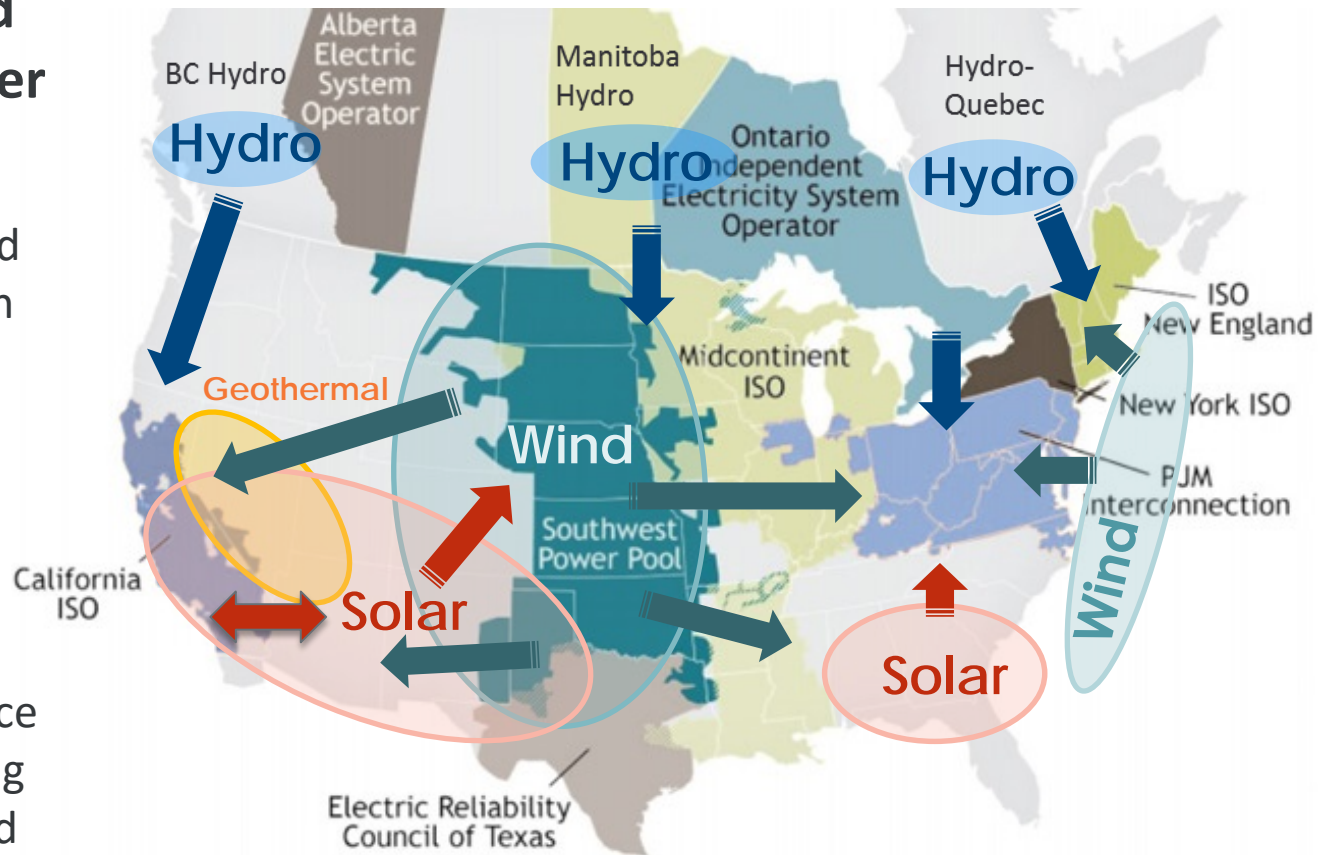 d
er
d
n
ce
g
d
BC Hydro
Hydro
Alberta
Electric
System
Operator
Manitoba
Hydro
Hydro
Ontario
Independent
Electricity System
Operator
Hydro-
Quebec
Hydro
ISO
New England
New York ISO
PJM
Interconnection
Midcontinent
ISO
Geothermal
Wind
Southwest
Power Pool
California
ISO
Solar
Solar
Wind
Electric Reliability
Council of Texas